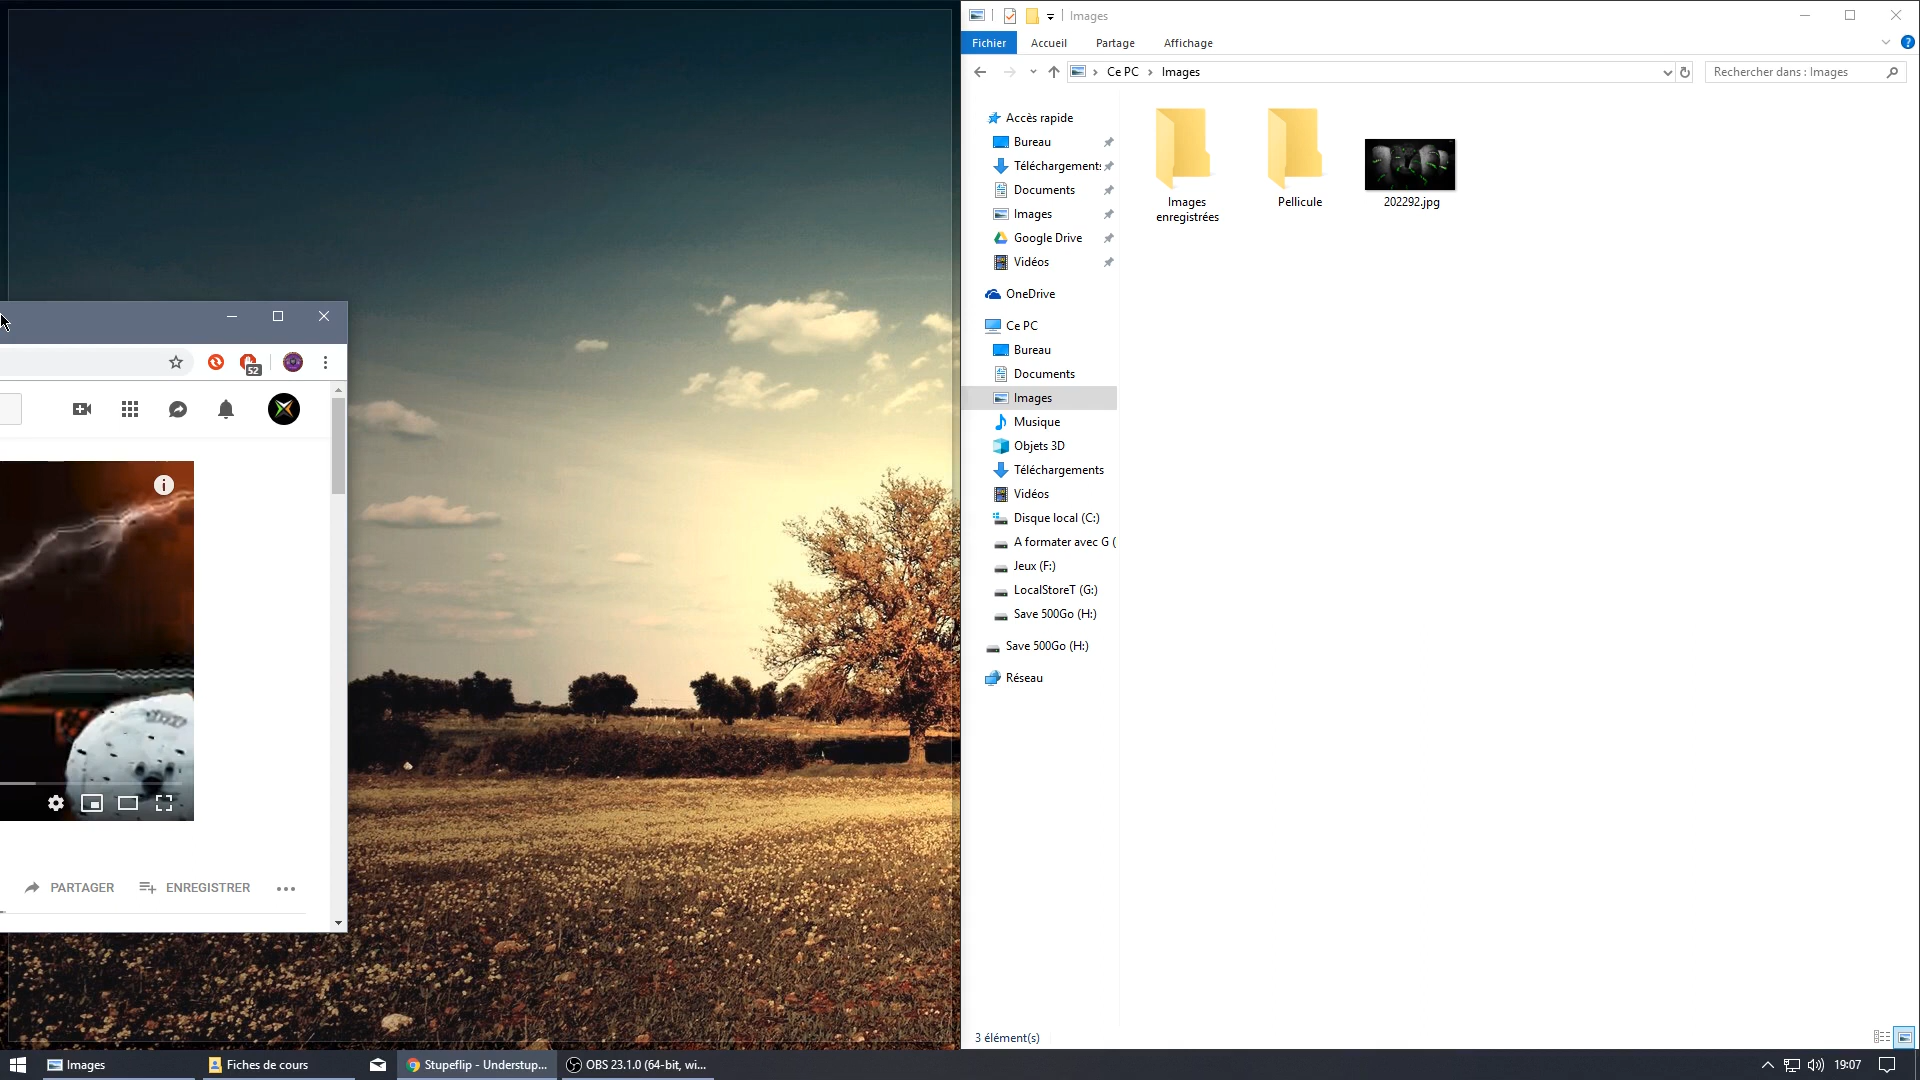 Images
Fichier
Accueil
Partage
Affichage
?
Ce PC
Images
Rechercher dans : Images
Accès rapide
Bureau
Téléchargements
Documents
Images
Google Drive
Vidéos
OneDrive
Ce PC
Bureau
Documents
Images
Musique
Objets 3D
Téléchargements
Vidéos
Disque local (C:)
A formater avec G (
Jeux (F:)
LocalStoreT (G:)
Save 500Go (H:)
Save 500Go (H:)
Réseau
Images
enregistrées
Pellicule
202292.jpg
52
i
PARTAGER
ENREGISTRER
3 élément(s)
Images
Fiches de cours
Stupeflip - Understup...
OBS 23.1.0 (64-bit, wi...
19:07